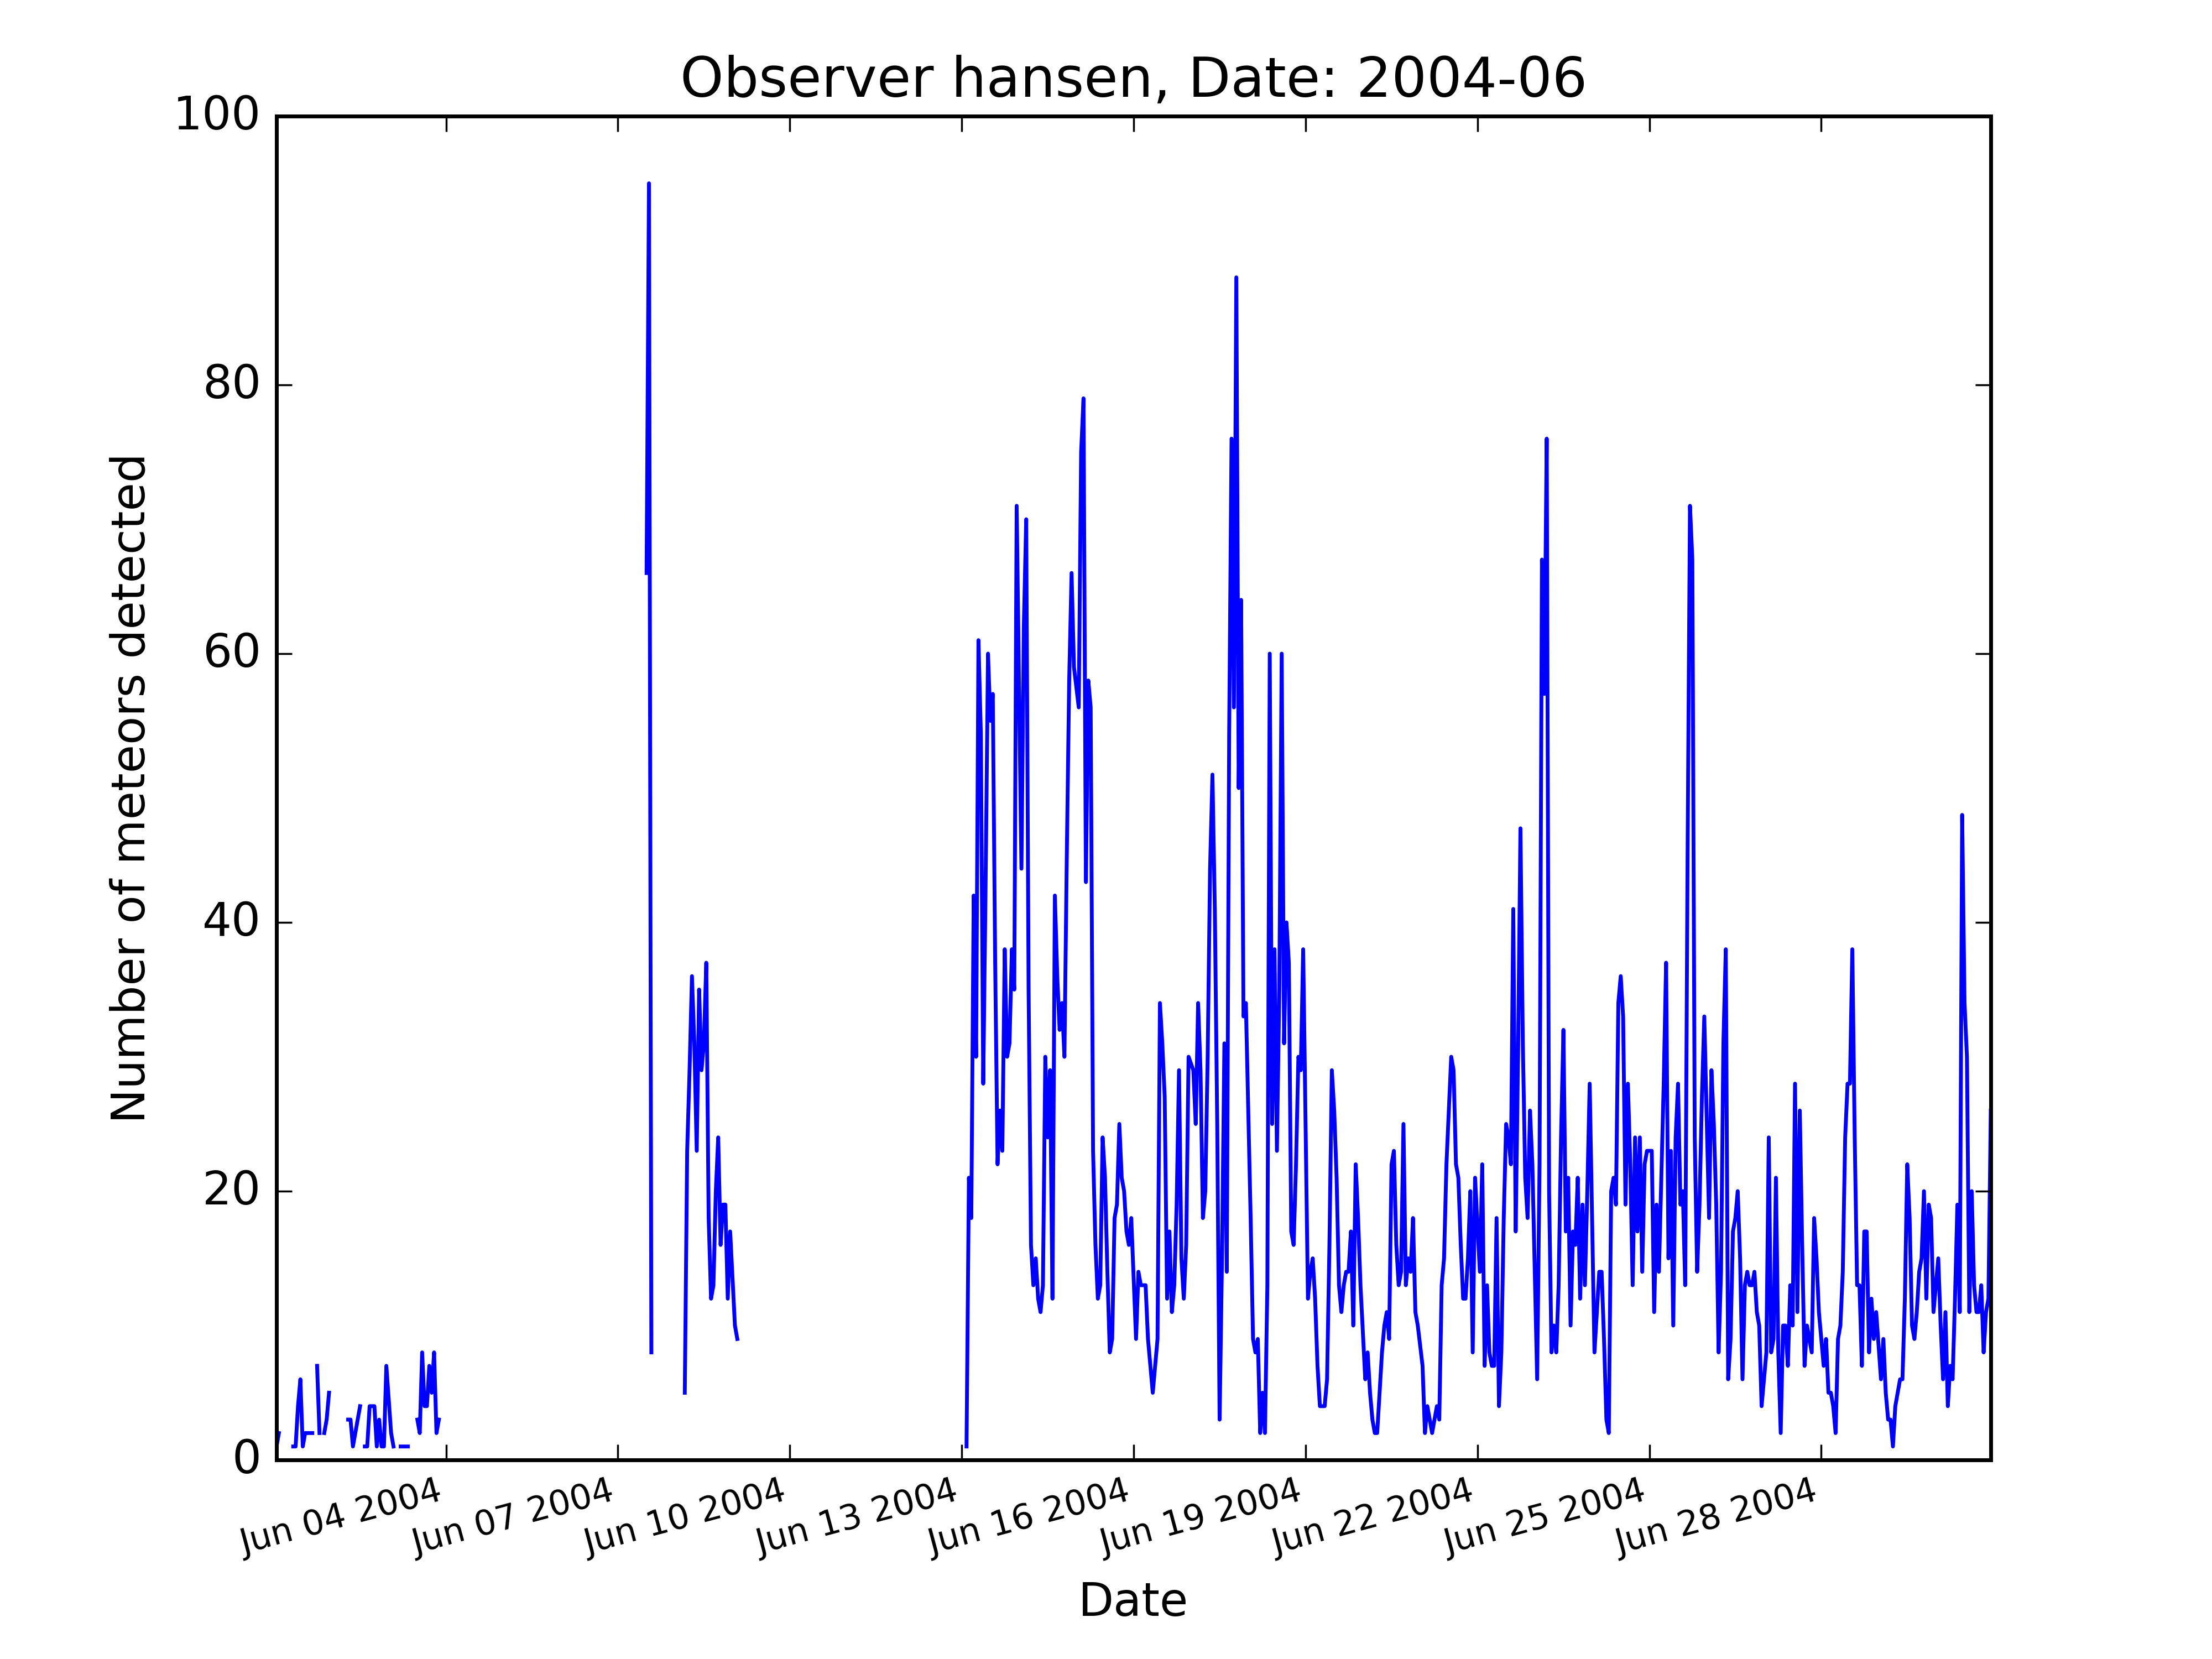 Observer hansen, Date: 2004-06
100
80
60
40
20
0
Number of meteors detected
Jun 04 2004
Jun 07 2004
Jun 10 2004
Jun 13 2004
Jun 16 2004
Jun 19 2004
Jun 22 2004
Jun 25 2004
Jun 28 2004
Date